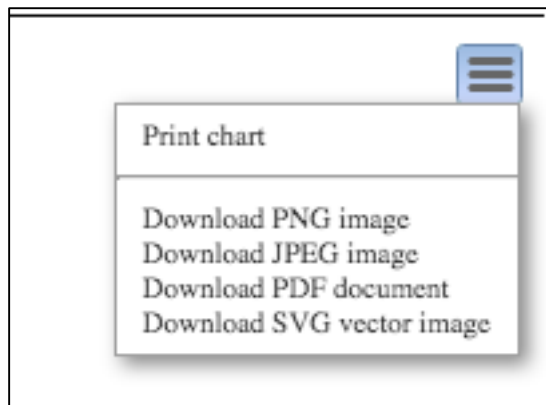 Print chart
Download PNG image
Download JPEG image
Download PDF document
Download SVG vector image